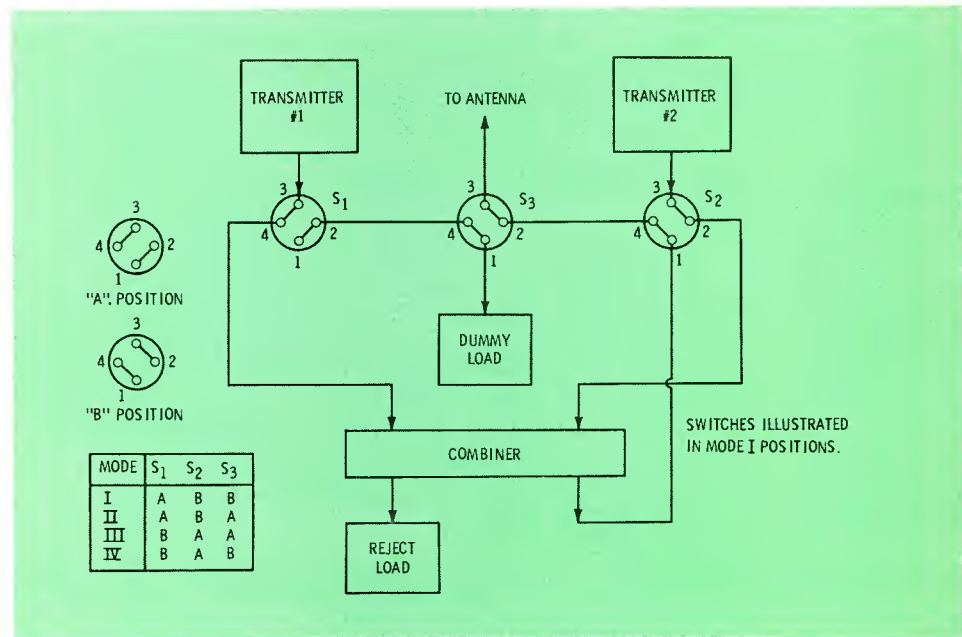 TRANSMITTER
#1
TO ANTENNA
TRANSMITTER
#2
3
S1
4
2
1
3
S3
4
2
1
3
S2
4
2
1
3
4
2
1
"A". POSITION
3
4
2
1
"B" POSITION
DUMMY
LOAD
SWITCHES ILLUSTRATED
IN MODE I POSITIONS.
COMBINER
REJECT
LOAD
MODE S1 S2 S3
I A B B
II A B A
III B A A
IV B A B